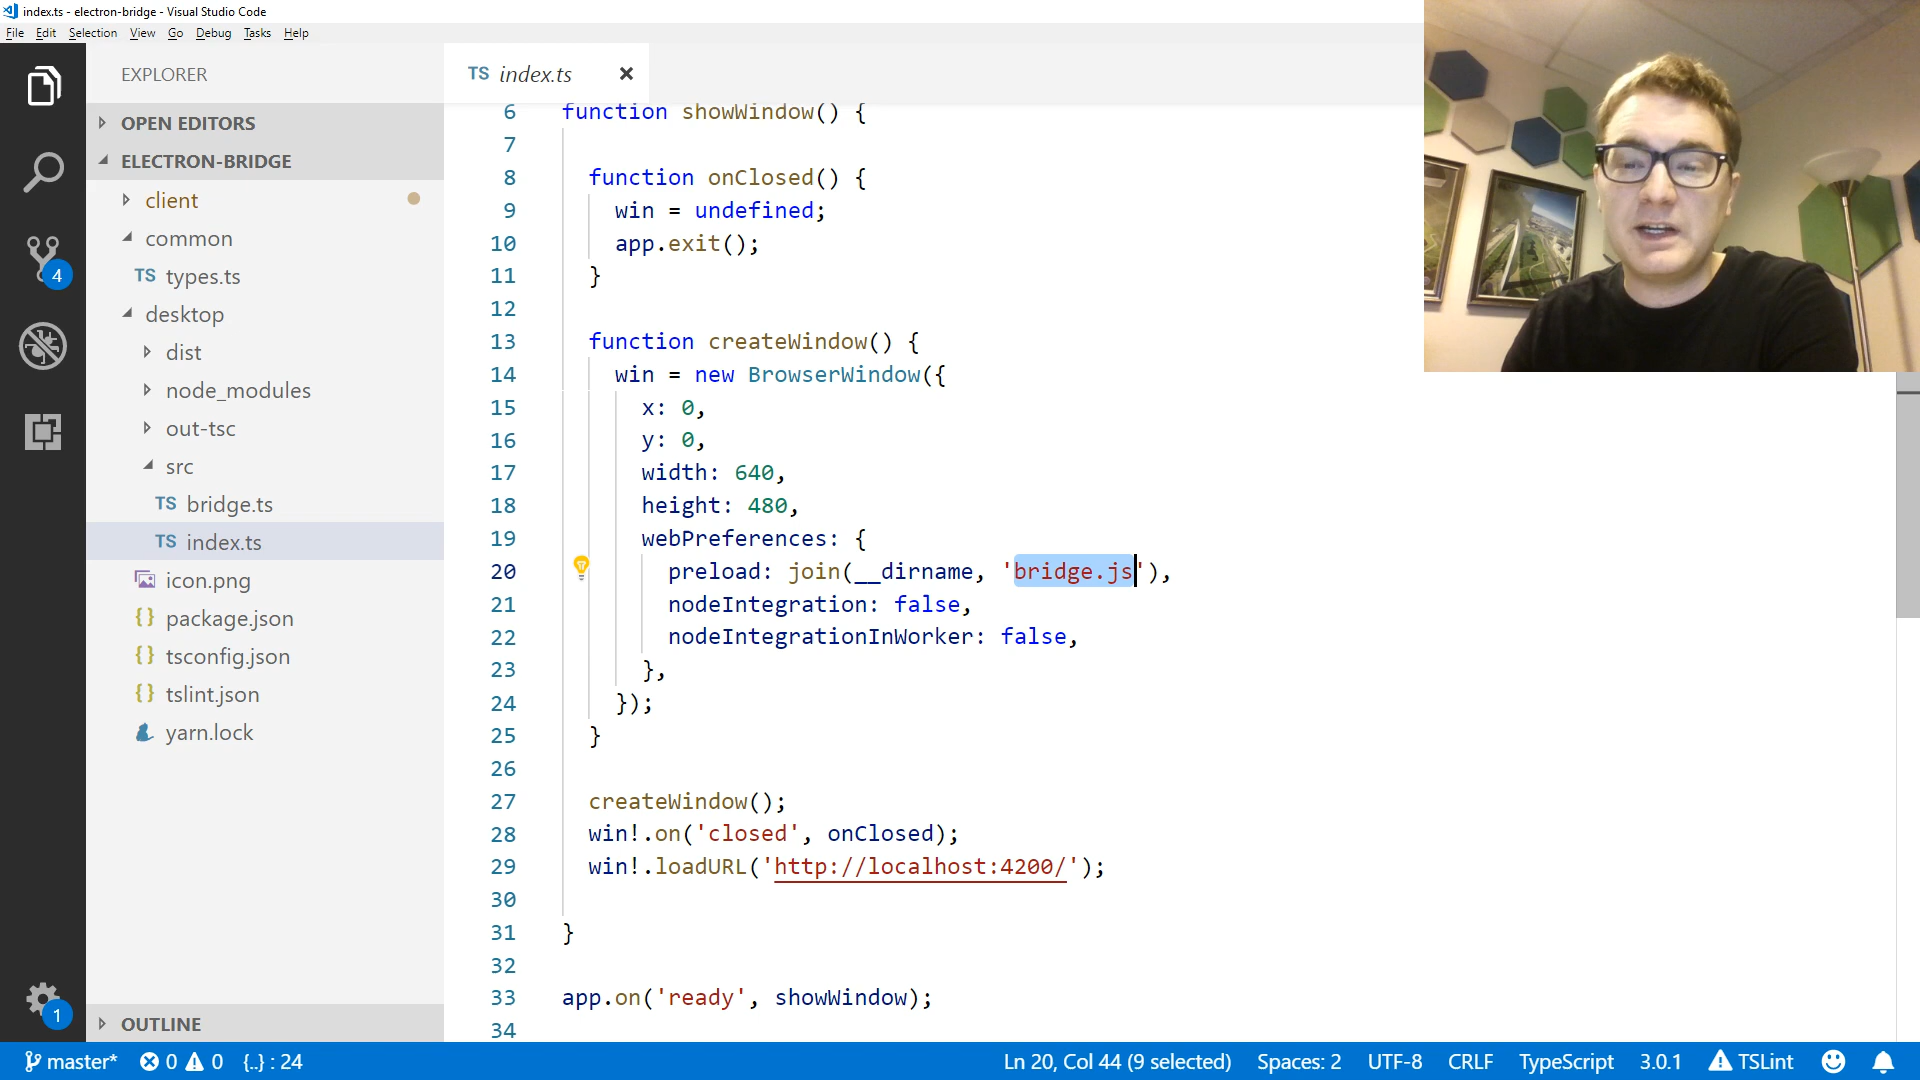 index.ts - electron-bridge - Visual Studio Code
File Edit Selection View Go Debug Tasks Help
EXPLORER
OPEN EDITORS
ELECTRON-BRIDGE
client
common
TS types.ts
desktop
dist
node_modules
out-tsc
src
TS bridge.ts
TS index.ts
icon.png
{} package.json
{} tsconfig.json
{} tslint.json
yarn.lock
OUTLINE
4
1
TS index.ts ×
6 function showWindow() {
7
8 function onClosed() {
9 win = undefined;
10 app.exit();
11 }
12
13 function createWindow() {
14 win = new BrowserWindow({
15 x: 0,
16 y: 0,
17 width: 640,
18 height: 480,
19 webPreferences: {
20 preload: join(__dirname, 'bridge.js'),
21 nodeIntegration: false,
22 nodeIntegrationInWorker: false,
23 },
24 });
25 }
26
27 createWindow();
28 win!.on('closed', onClosed);
29 win!.loadURL('http://localhost:4200/');
30
31 }
32
33 app.on('ready', showWindow);
34
master* 0 0 {..} : 24 Ln 20, Col 44 (9 selected) Spaces: 2 UTF-8 CRLF TypeScript 3.0.1 TSLint